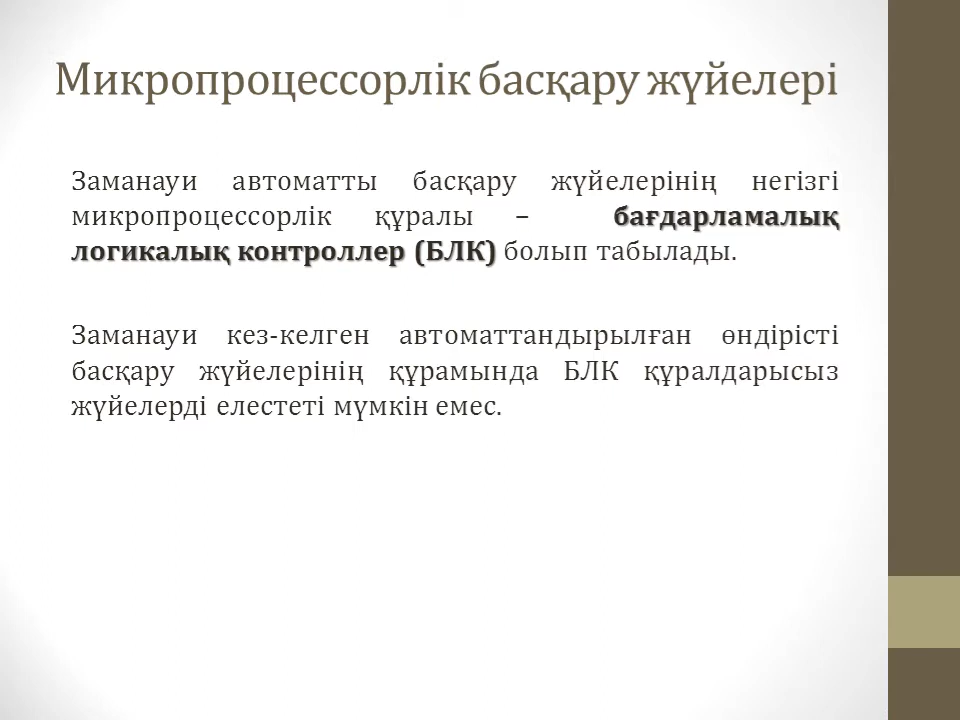 Микропроцессорлік басқару жүйелері
Заманауи автоматты басқару жүйелерінің негізгі
микропроцессорлік құралы – бағдарламалық
логикалық контроллер (БЛК) болып табылады.
Заманауи кез-келген автоматтандырылған өндірісті
басқару жүйелерінің құрамында БЛК құралдарысыз
жүйелерді елестеті мүмкін емес.